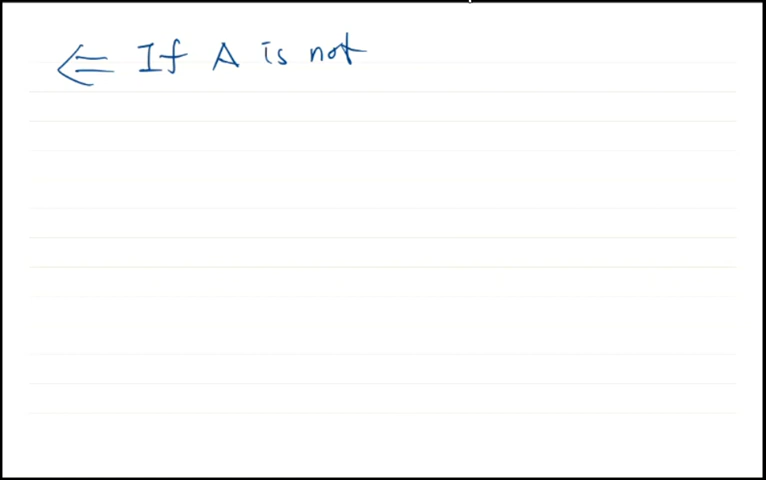 ⇐ If A is not